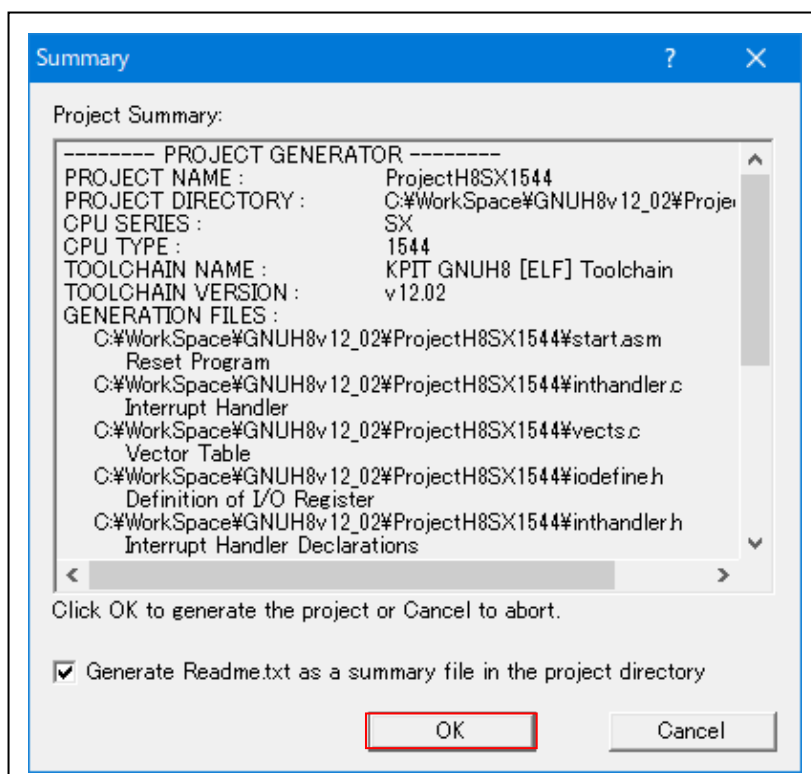 Summary
Project Summary:
-------- PROJECT GENERATOR --------
PROJECT NAME : ProjectH8SX1544
PROJECT DIRECTORY : C:¥WorkSpace¥GNUH8v12_02¥Proje
CPU SERIES : SX
CPU TYPE : 1544
TOOLCHAIN NAME : KPIT GNUH8 [ELF] Toolchain
TOOLCHAIN VERSION : v12.02
GENERATION FILES :
C:¥WorkSpace¥GNUH8v12_02¥ProjectH8SX1544¥start.asm
Reset Program
C:¥WorkSpace¥GNUH8v12_02¥ProjectH8SX1544¥inthandler.c
Interrupt Handler
C:¥WorkSpace¥GNUH8v12_02¥ProjectH8SX1544¥vects.c
Vector Table
C:¥WorkSpace¥GNUH8v12_02¥ProjectH8SX1544¥iodefine.h
Definition of I/O Register
C:¥WorkSpace¥GNUH8v12_02¥ProjectH8SX1544¥inthandler.h
Interrupt Handler Declarations
Click OK to generate the project or Cancel to abort.
Generate Readme.txt as a summary file in the project directory
OK Cancel